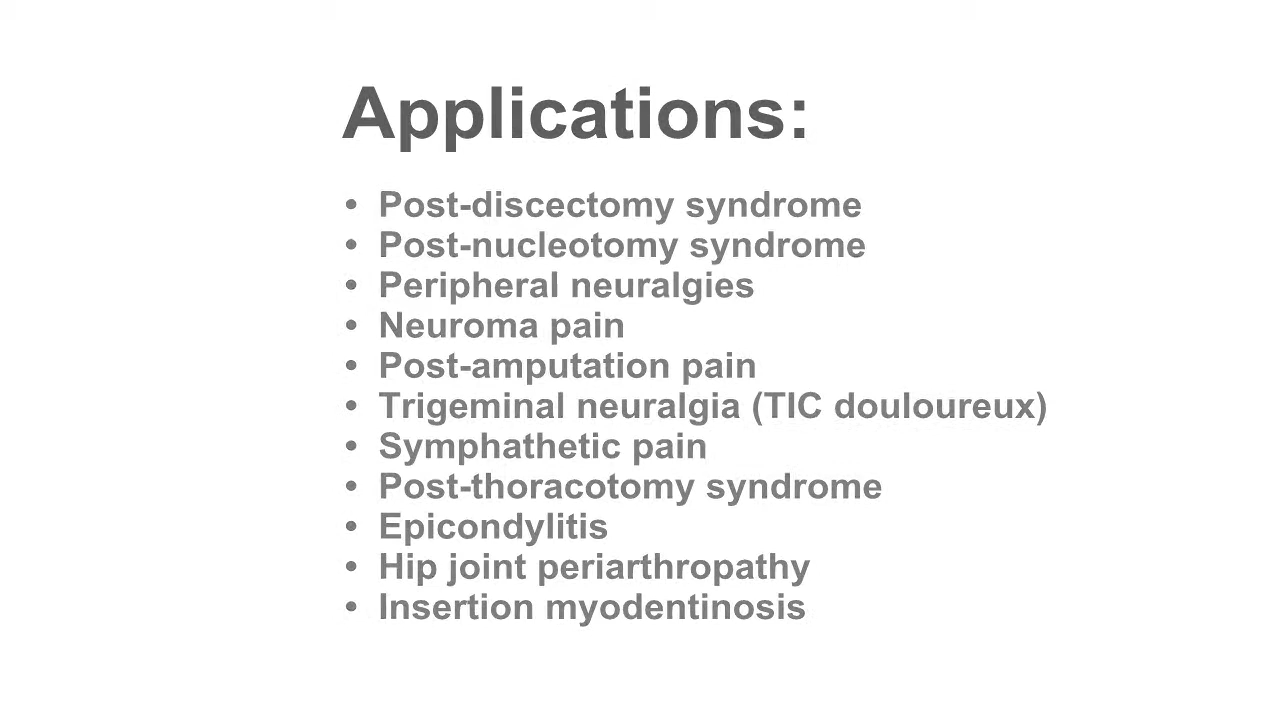 Applications:
• Post-discectomy syndrome
• Post-nucleotomy syndrome
• Peripheral neuralgies
• Neuroma pain
• Post-amputation pain
• Trigeminal neuralgia (TIC douloureux)
• Symphathetic pain
• Post-thoracotomy syndrome
• Epicondylitis
• Hip joint periarthropathy
• Insertion myodentinosis